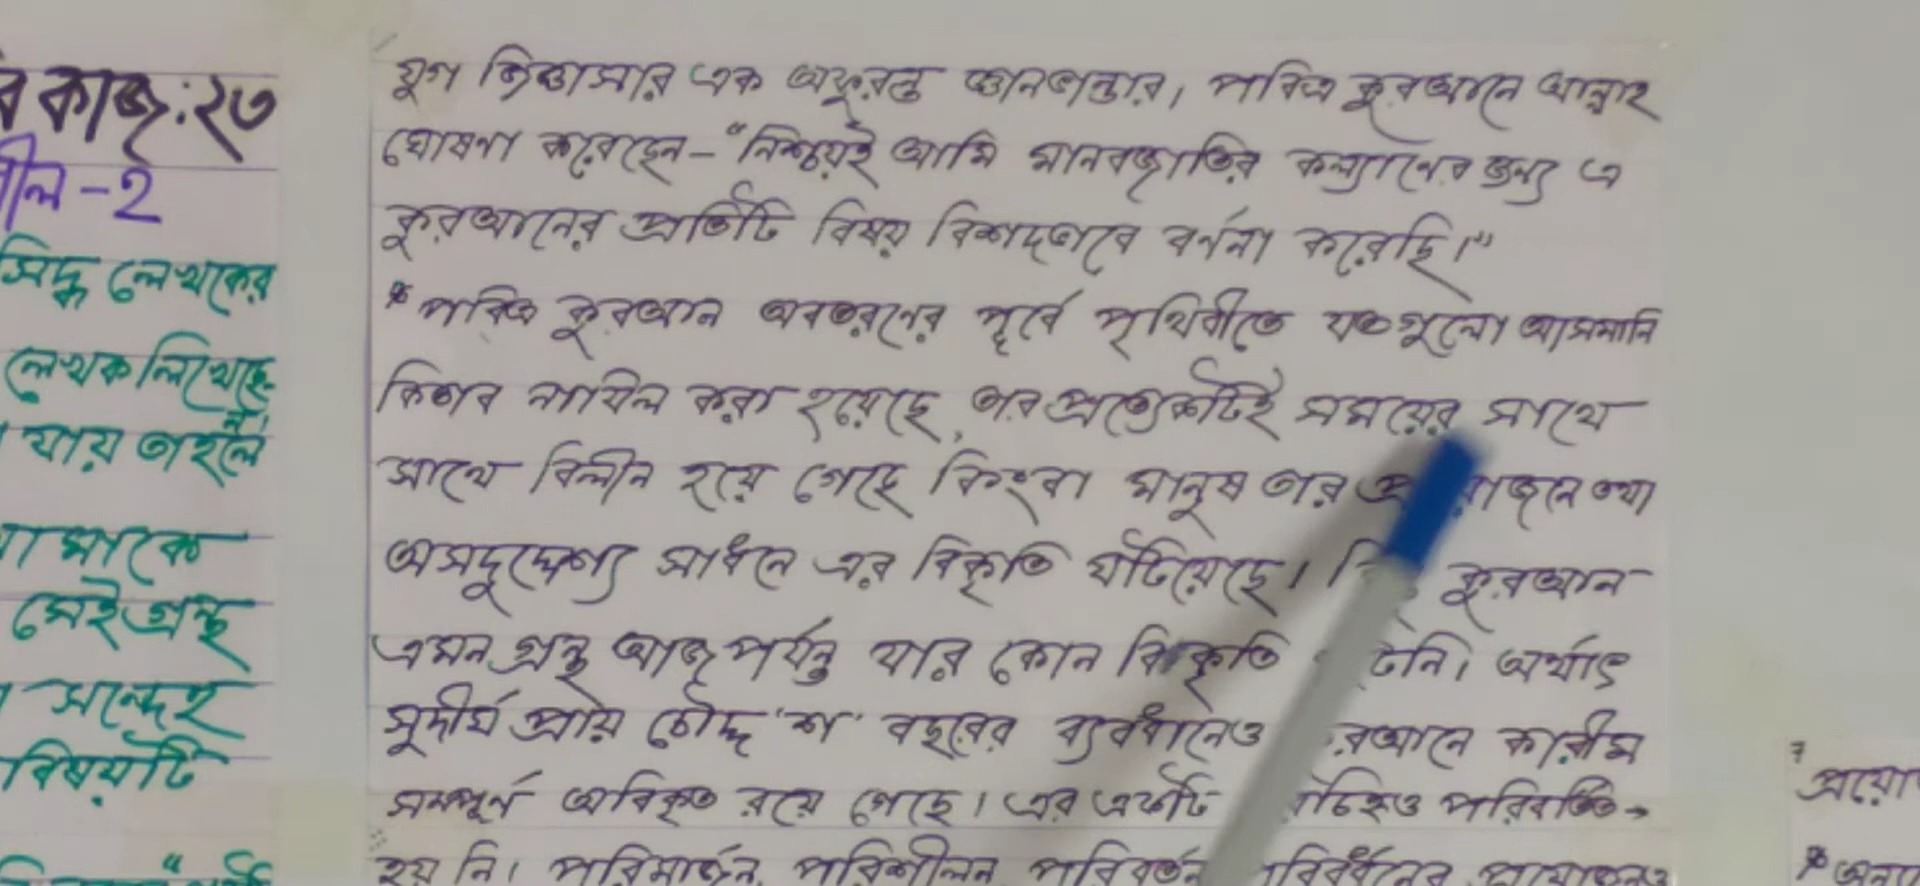 কাজ:২৩
-২
লেখকের
লেখক লিখেছে
যায় তাহলে
সেই গ্রন্থ
সন্দেহ
বিষয়টি
যুগ জিজ্ঞাসার এক অফুরন্ত জ্ঞানভান্ডার। পবিত্র কুরআনে আল্লাহ
ঘোষণা করেছেন-"নিশ্চয়ই আমি মানবজাতির কল্যাণের জন্য এ
কুরআনের প্রতিটি বিষয় বিশদভাবে বর্ণনা করেছি।"
* পবিত্র কুরআন অবতরণের পূর্বে পৃথিবীতে যতগুলো আসমানি
কিতাব নাযিল করা হয়েছে, তার প্রত্যেকটিই সময়ের সাথে
সাথে বিলীন হয়ে গেছে কিংবা মানুষ তার তথা
অসদুদ্দেশ্য সাধনে এর বিকৃতি ঘটিয়েছে। কুরআন
এমন গ্রন্থ আজ পর্যন্ত যার কোন বিকৃতি অর্থাৎ
সুদীর্ঘ প্রায় চৌদ্দ 'শ' বছরের ব্যবধানেও কারীম
সম্পূর্ণ অবিকৃত রয়ে গেছে। এর একটি পরিবর্তিত
হয় নি। পরিমার্জন, পরিশীলন, পরিবর্তন